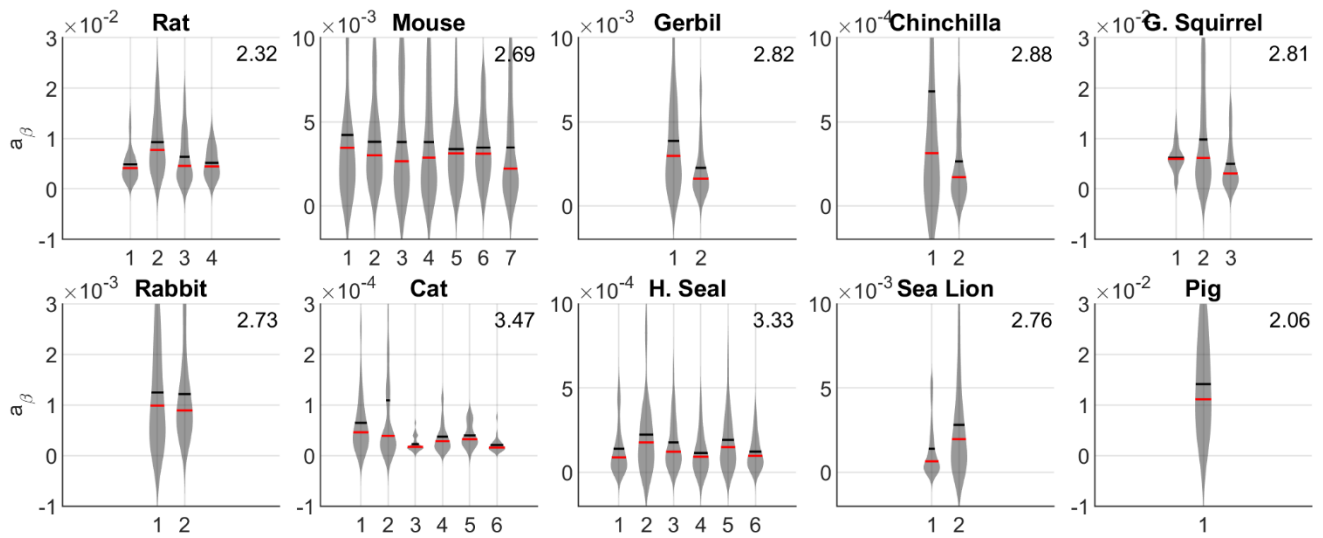 ×10⁻² Rat ×10⁻³ Mouse ×10⁻³ Gerbil ×10⁻⁴ Chinchilla ×10⁻² G. Squirrel
3 10 10 10 3
2.32 2.69 2.82 2.88 2.81
2 2
5 5 5
a_β 1 1
0 0 0 0 0
-1 -1
1 2 3 4 1 2 3 4 5 6 7 1 2 1 2 1 2 3
×10⁻³ Rabbit ×10⁻⁴ Cat ×10⁻⁴ H. Seal ×10⁻³ Sea Lion ×10⁻² Pig
3 3 10 10 3
2.73 3.47 3.33 2.76 2.06
2 2 2
5 5
a_β 1 1 1
0 0 0 0 0
-1 -1 -1
1 2 1 2 3 4 5 6 1 2 3 4 5 6 1 2 1